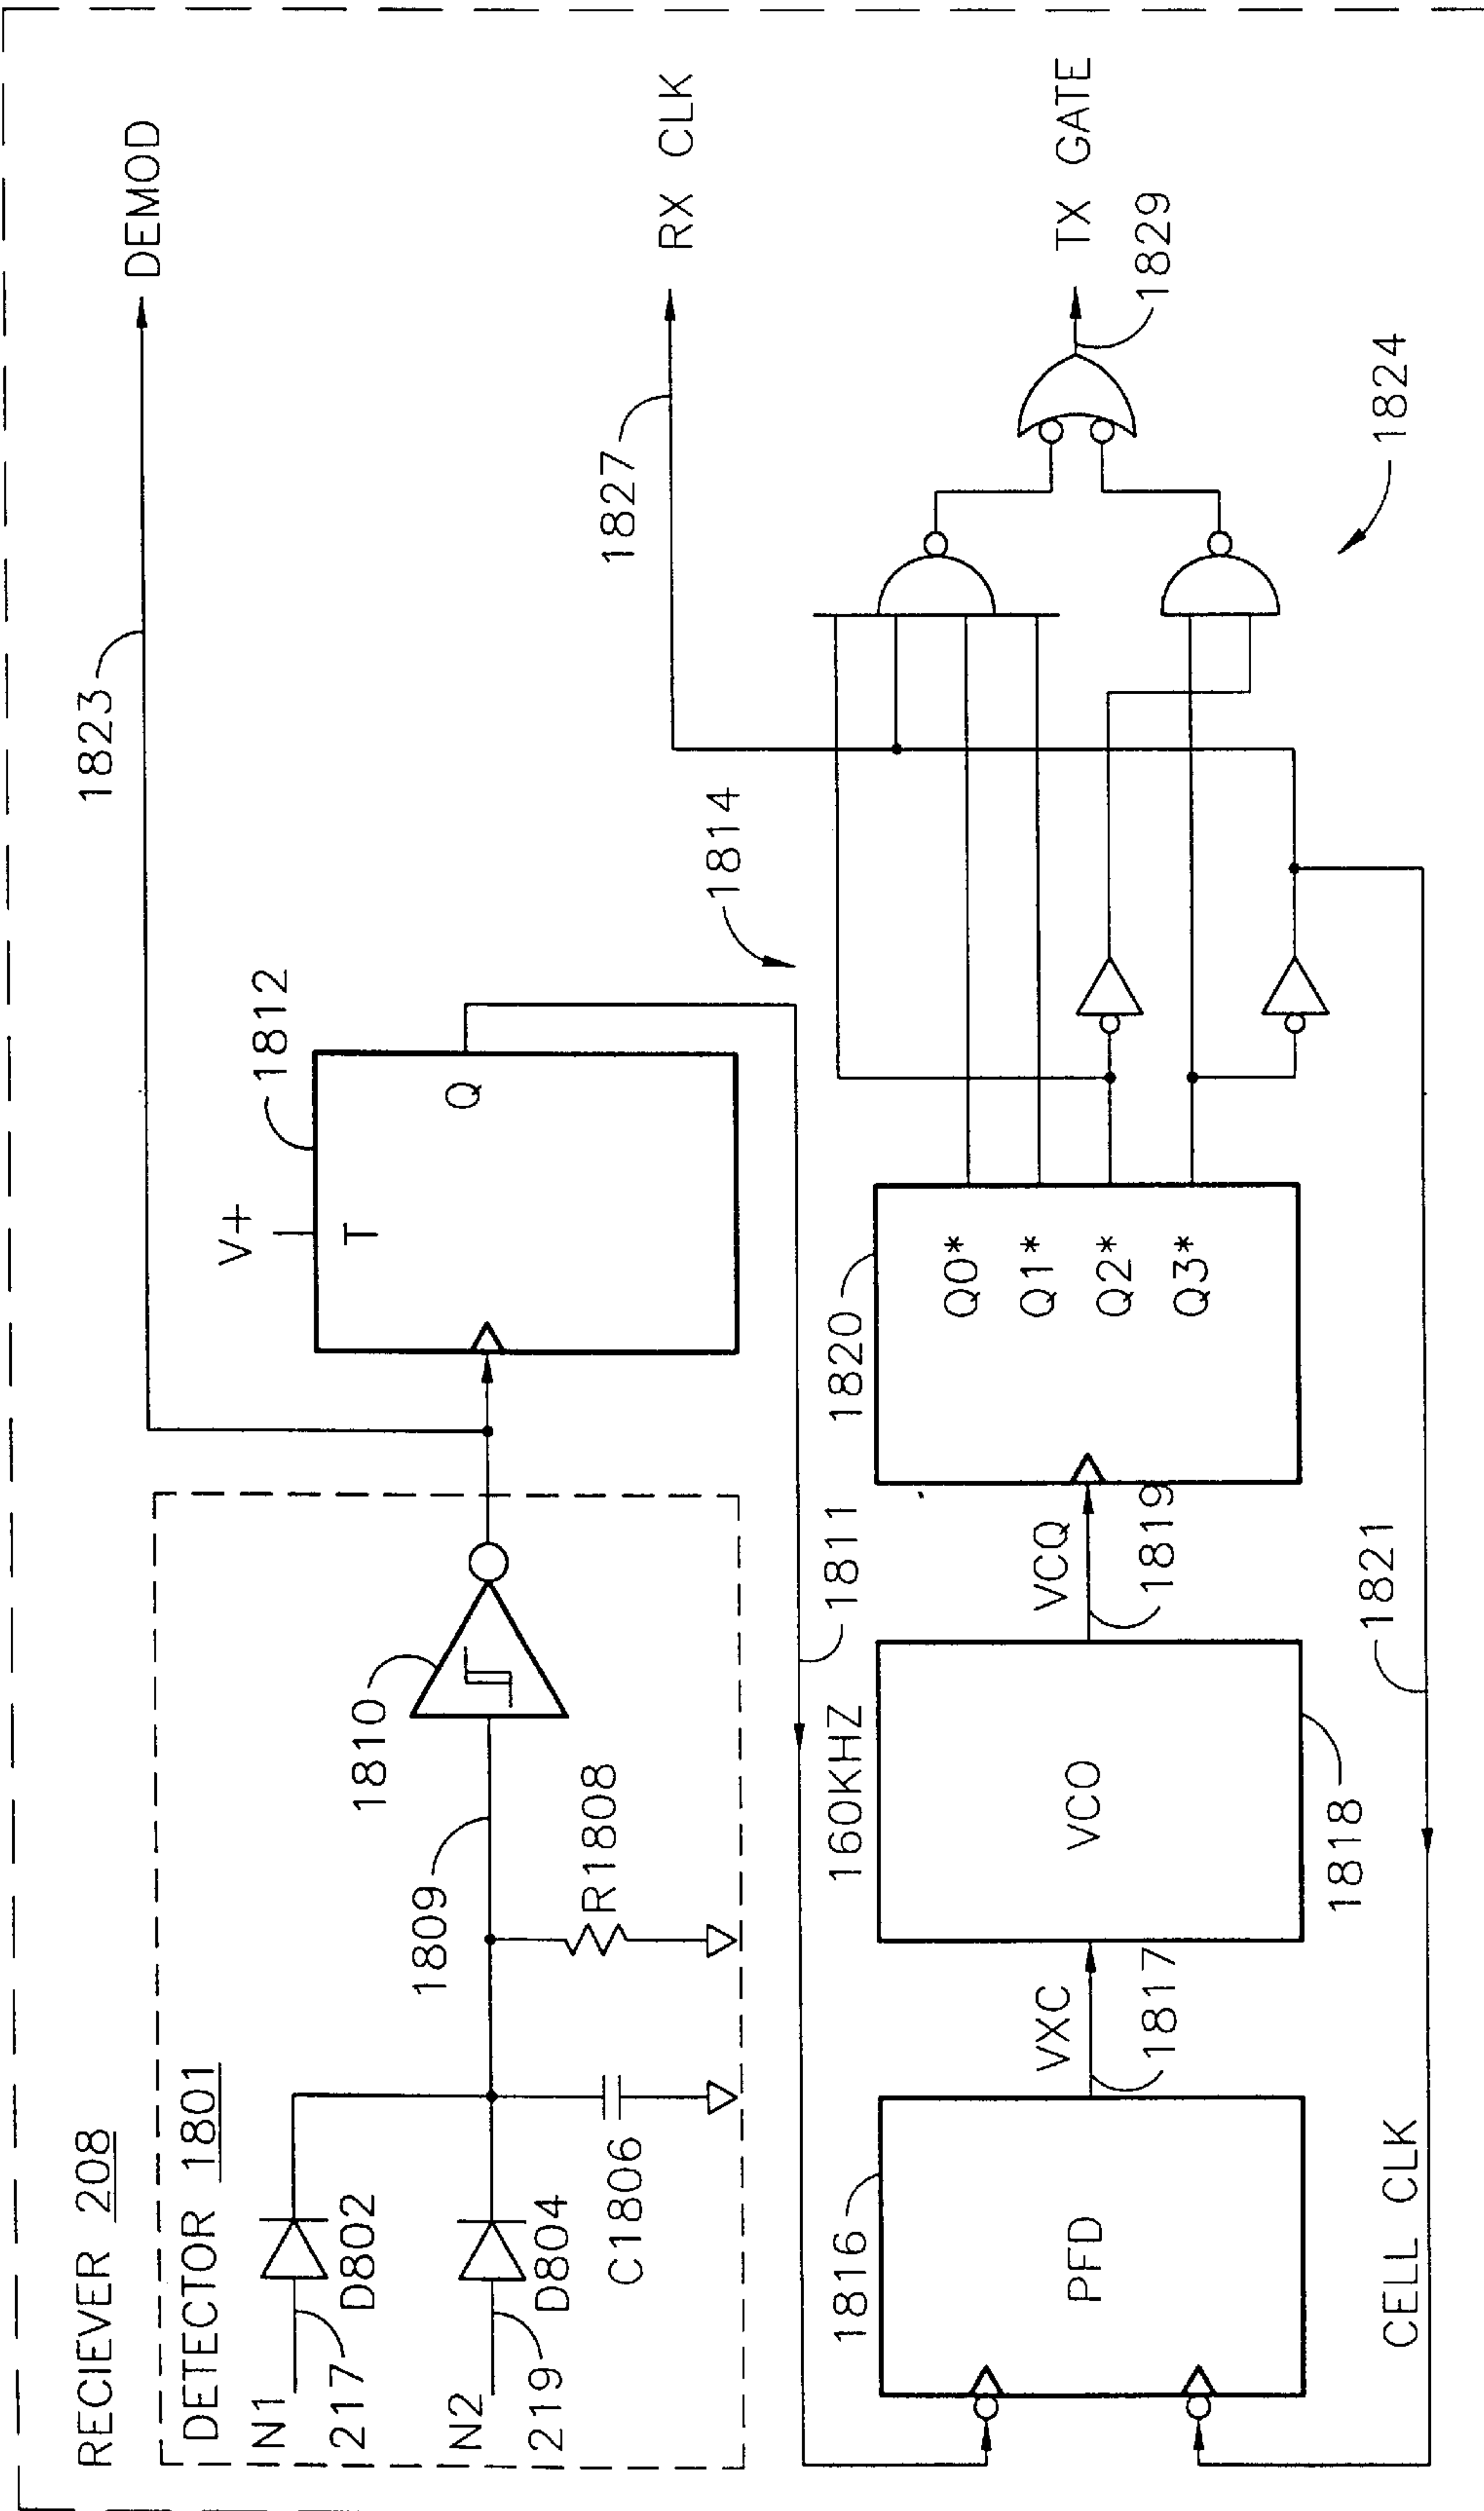 RECIEVER 208
DETECTOR 1801
IN1
217
D802
IN2
219
D804
C1806
1809
R1808
1810
1823
DEMOD
V+
T
Q
1812
1811
1814
1827
RX CLK
1816
PFD
VXC
1817
160KHZ
VCO
1818
VCQ
1819
1820
Q0*
Q1*
Q2*
Q3*
TX GATE
1829
1824
CELL CLK
1821